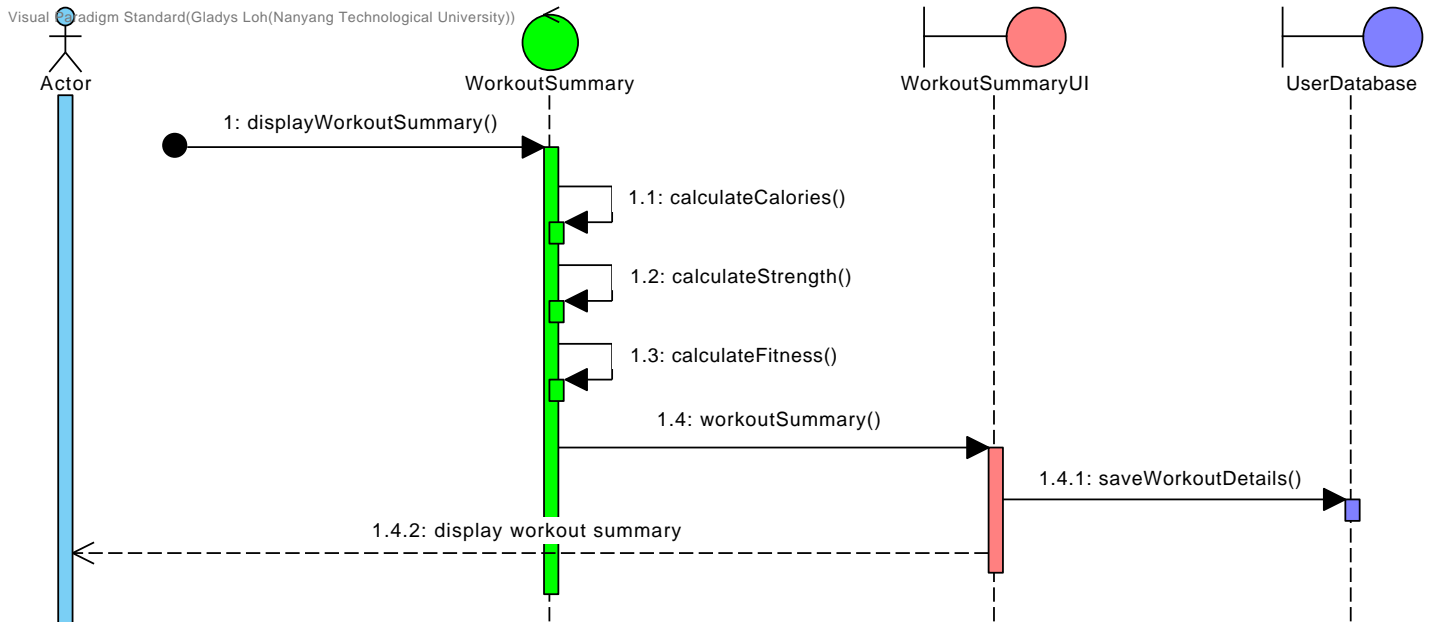 Visual Paradigm Standard(Gladys Loh(Nanyang Technological University))
Actor
WorkoutSummary
WorkoutSummaryUI
UserDatabase
1: displayWorkoutSummary()
1.1: calculateCalories()
1.2: calculateStrength()
1.3: calculateFitness()
1.4: workoutSummary()
1.4.1: saveWorkoutDetails()
1.4.2: display workout summary